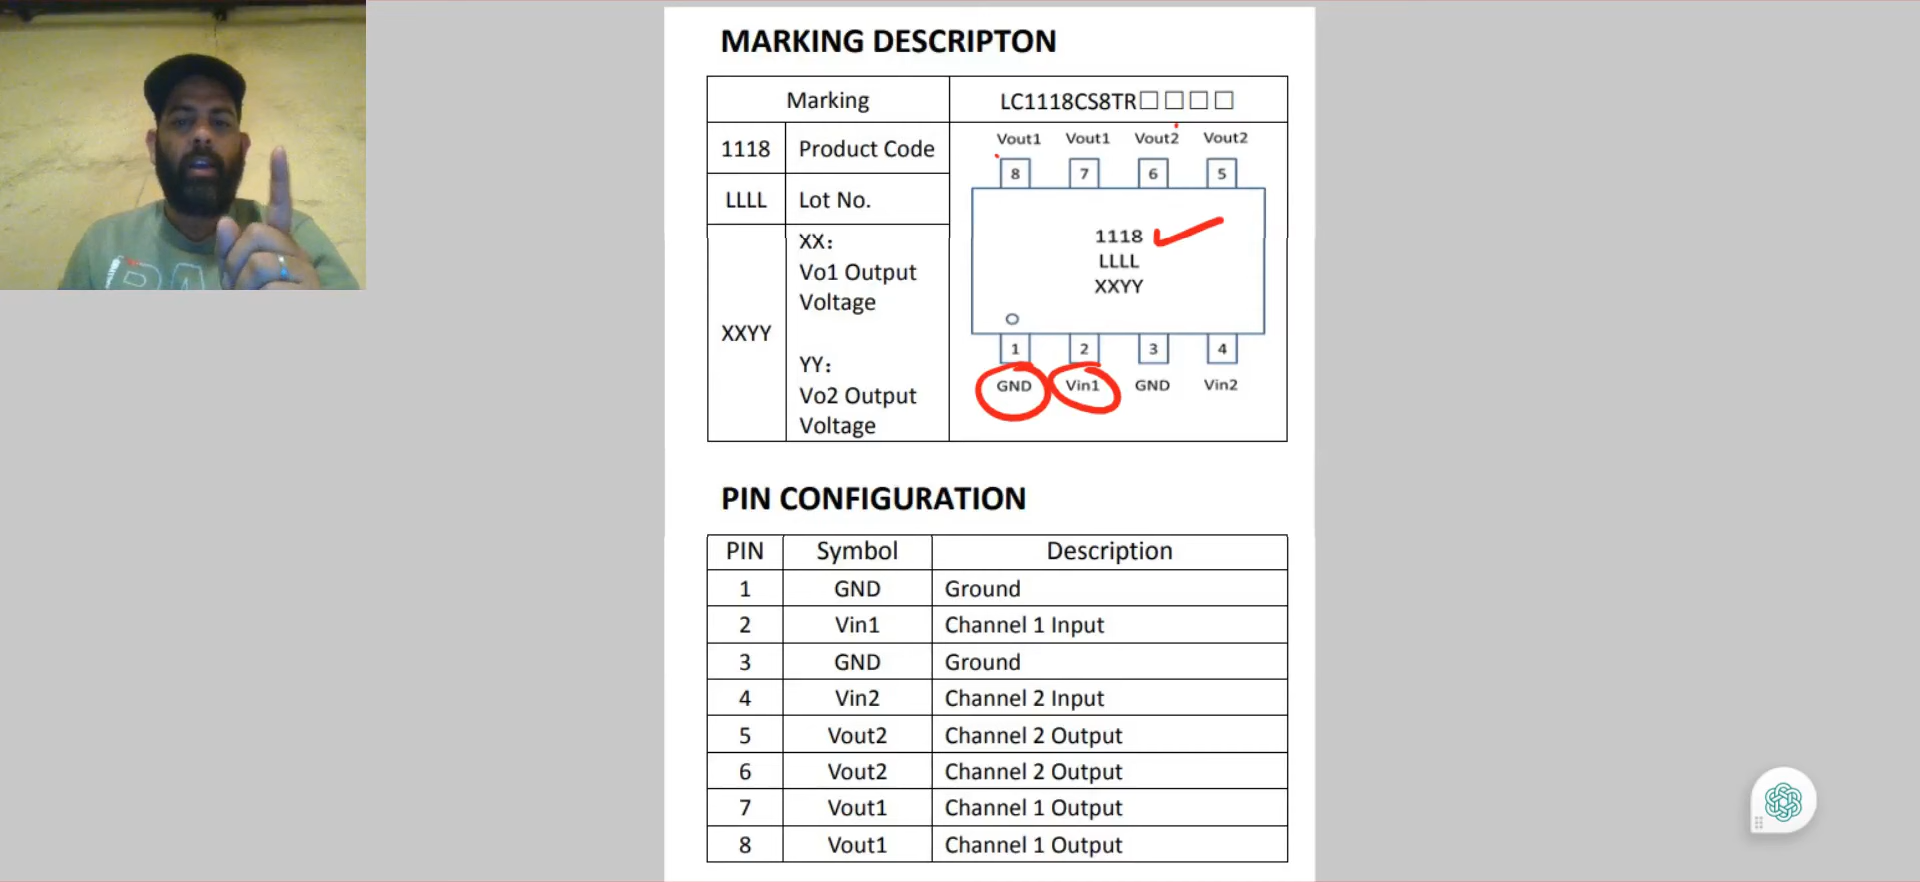 MARKING DESCRIPTON
Marking
LC1118CS8TR□□□□
1118
Product Code
LLLL
Lot No.
XXYY
XX:
Vo1 Output
Voltage
YY:
Vo2 Output
Voltage
Vout1 Vout1 Vout2 Vout2
8 7 6 5
1118
LLLL
XXYY
1 2 3 4
GND Vin1 GND Vin2
PIN CONFIGURATION
PIN Symbol Description
1 GND Ground
2 Vin1 Channel 1 Input
3 GND Ground
4 Vin2 Channel 2 Input
5 Vout2 Channel 2 Output
6 Vout2 Channel 2 Output
7 Vout1 Channel 1 Output
8 Vout1 Channel 1 Output